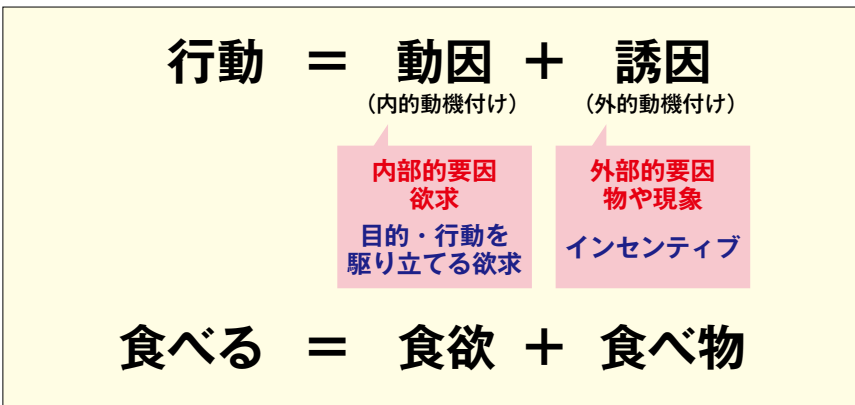 行動 ＝ 動因 ＋ 誘因
（内的動機付け）（外的動機付け）
内部的要因
欲求
目的・行動を
駆り立てる欲求
外部的要因
物や現象
インセンティブ
食べる ＝ 食欲 ＋ 食べ物